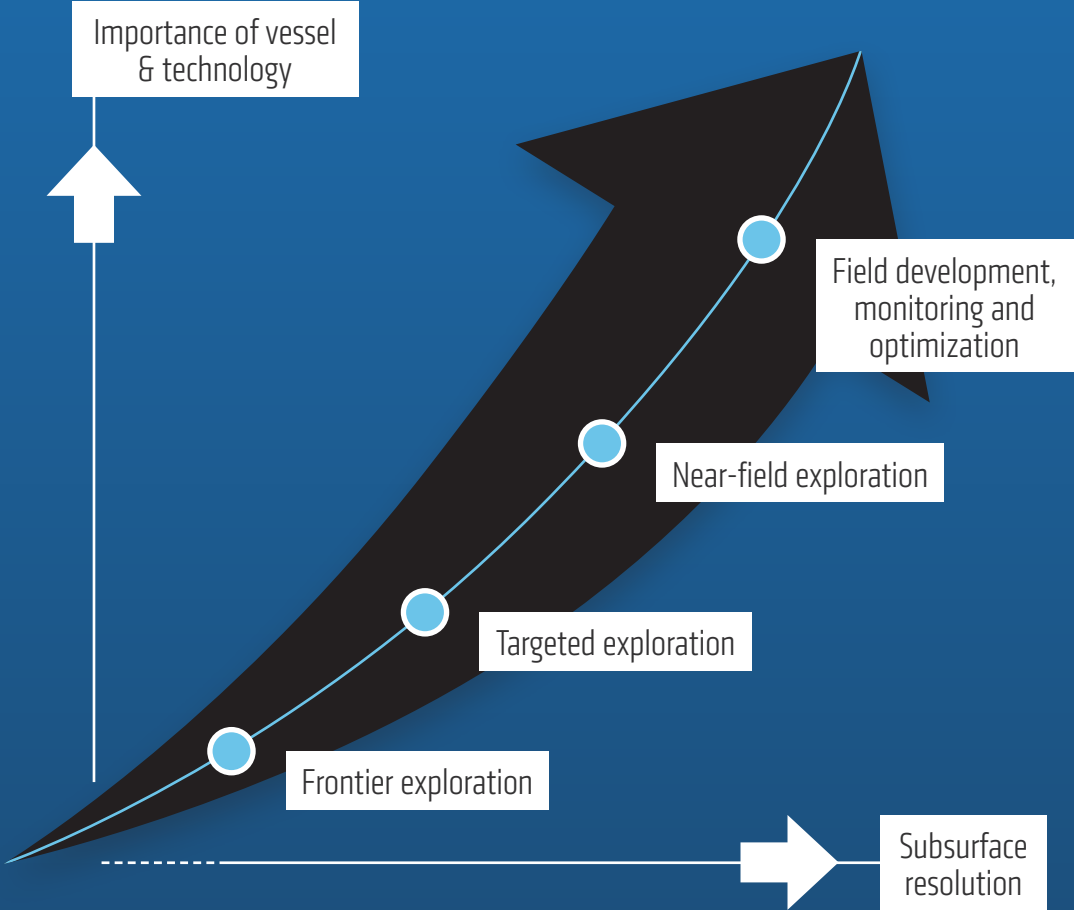 Importance of vessel
& technology
Field development,
monitoring and
optimization
Near-field exploration
Targeted exploration
Frontier exploration
Subsurface
resolution